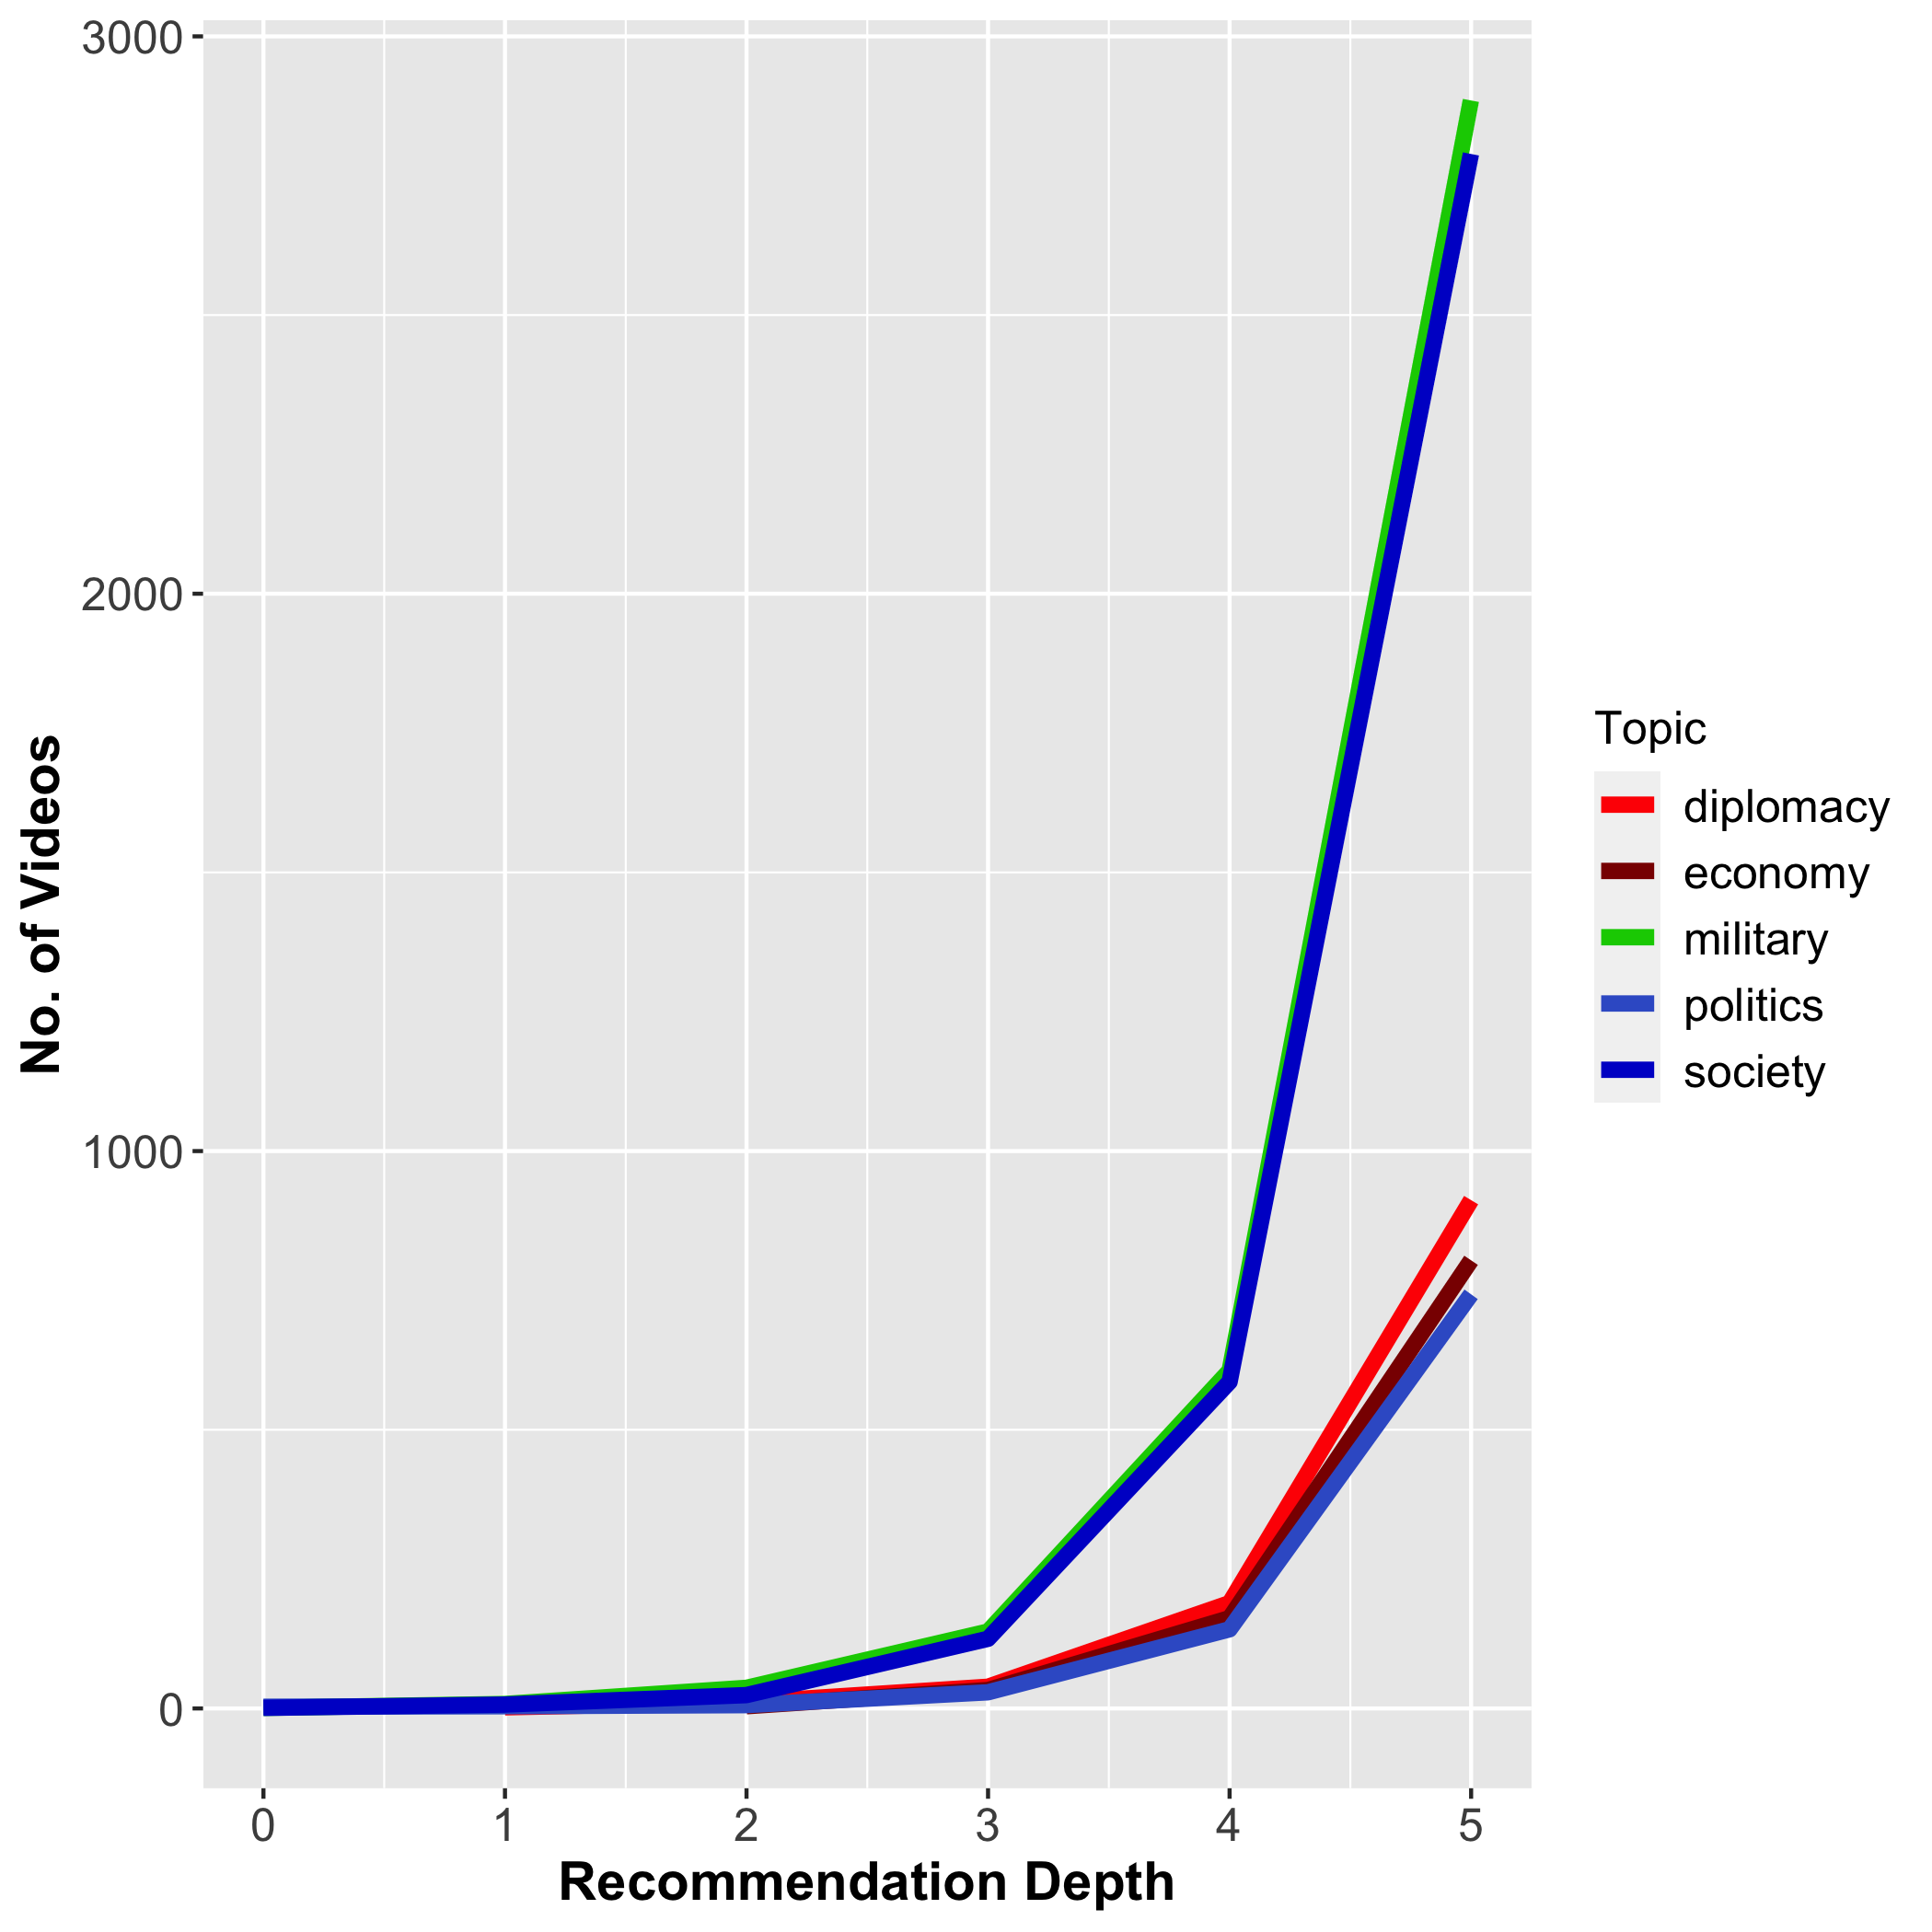 3000
2000
1000
0
No. of Videos
0 1 2 3 4 5
Recommendation Depth
Topic
diplomacy
economy
military
politics
society